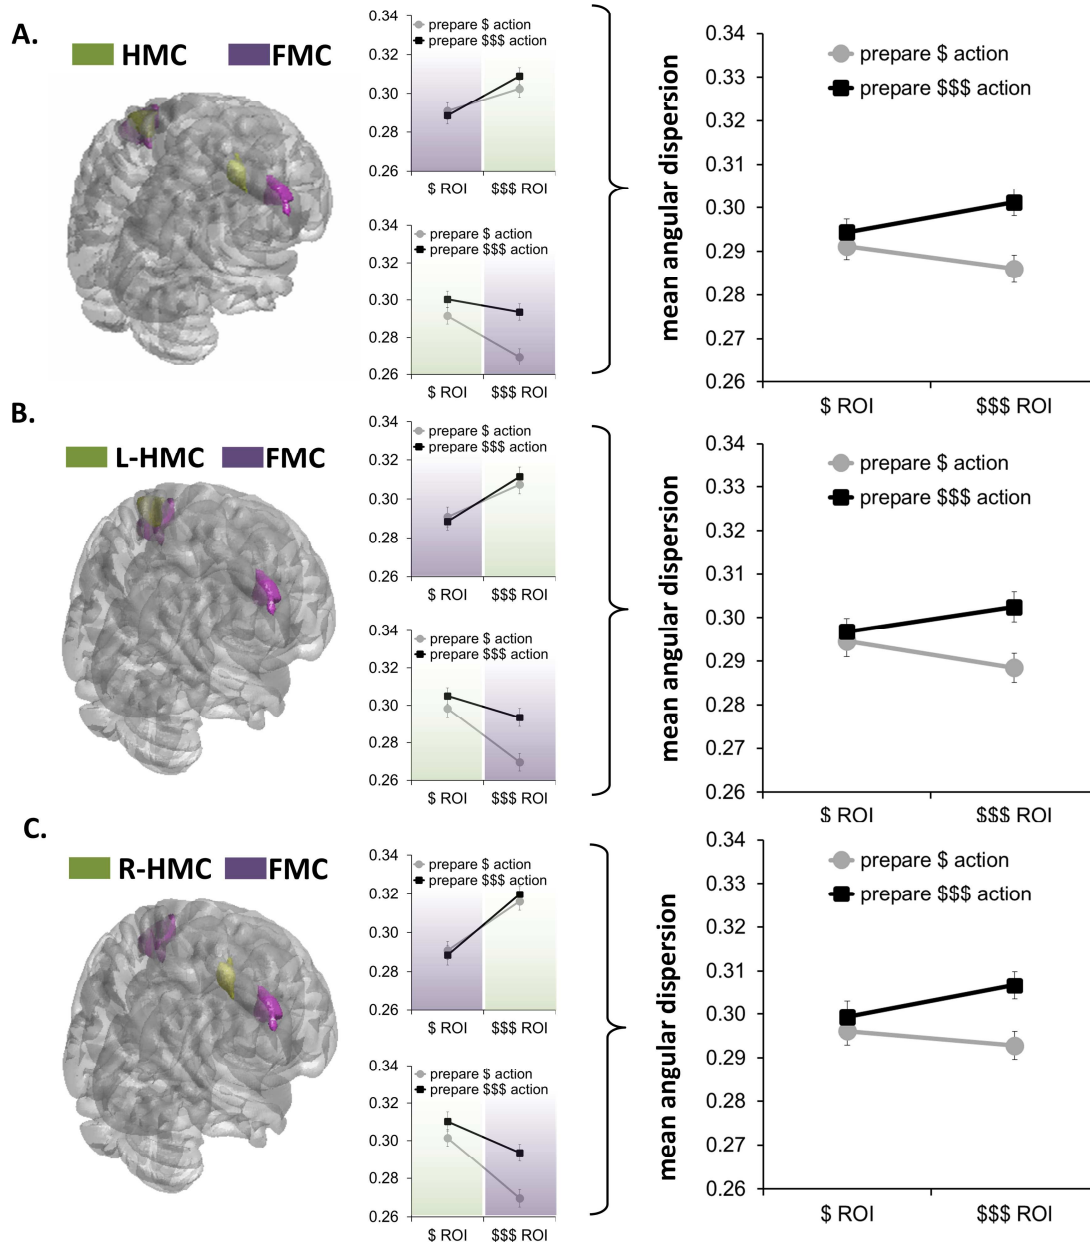 A.
HMC FMC
0.34
0.32
0.30
0.28
0.26
prepare $ action
prepare $$$ action
$ ROI $$$ ROI
0.34
0.32
0.30
0.28
0.26
prepare $ action
prepare $$$ action
$ ROI $$$ ROI
mean angular dispersion
0.34
0.33
0.32
0.31
0.30
0.29
0.28
0.27
0.26
prepare $ action
prepare $$$ action
$ ROI $$$ ROI
B.
L-HMC FMC
0.34
0.32
0.30
0.28
0.26
prepare $ action
prepare $$$ action
$ ROI $$$ ROI
0.34
0.32
0.30
0.28
0.26
prepare $ action
prepare $$$ action
$ ROI $$$ ROI
mean angular dispersion
0.34
0.33
0.32
0.31
0.30
0.29
0.28
0.27
0.26
prepare $ action
prepare $$$ action
$ ROI $$$ ROI
C.
R-HMC FMC
0.34
0.32
0.30
0.28
0.26
prepare $ action
prepare $$$ action
$ ROI $$$ ROI
0.34
0.32
0.30
0.28
0.26
prepare $ action
prepare $$$ action
$ ROI $$$ ROI
mean angular dispersion
0.34
0.33
0.32
0.31
0.30
0.29
0.28
0.27
0.26
prepare $ action
prepare $$$ action
$ ROI $$$ ROI